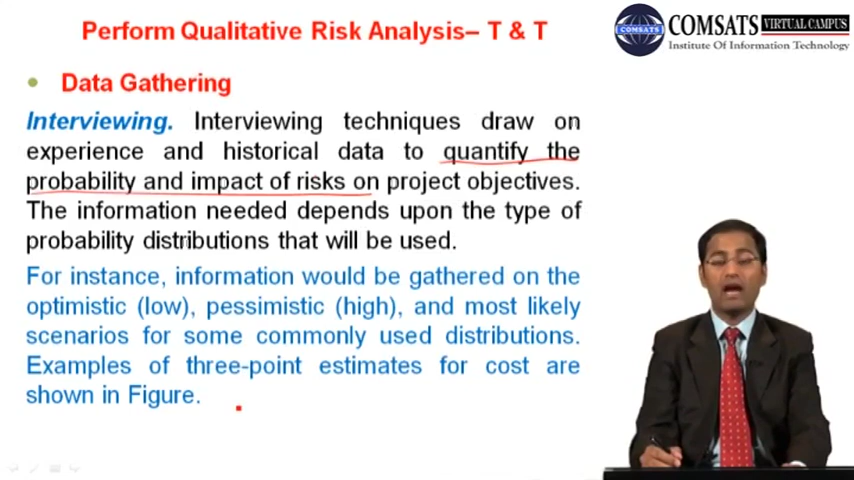 Perform Qualitative Risk Analysis– T & T
COMSATS
COMSATS VIRTUAL CAMPUS
Institute Of Information Technology
Data Gathering
Interviewing. Interviewing techniques draw on
experience and historical data to quantify the
probability and impact of risks on project objectives.
The information needed depends upon the type of
probability distributions that will be used.
For instance, information would be gathered on the
optimistic (low), pessimistic (high), and most likely
scenarios for some commonly used distributions.
Examples of three-point estimates for cost are
shown in Figure.